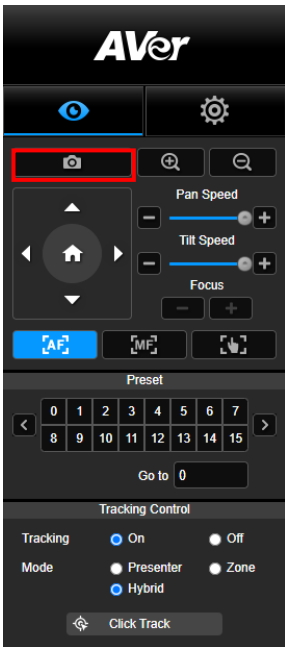 AVer
Pan Speed
Tilt Speed
Focus
AF
MF
Preset
0 1 2 3 4 5 6 7
8 9 10 11 12 13 14 15
Go to 0
Tracking Control
Tracking On Off
Mode Presenter Zone
Hybrid
Click Track